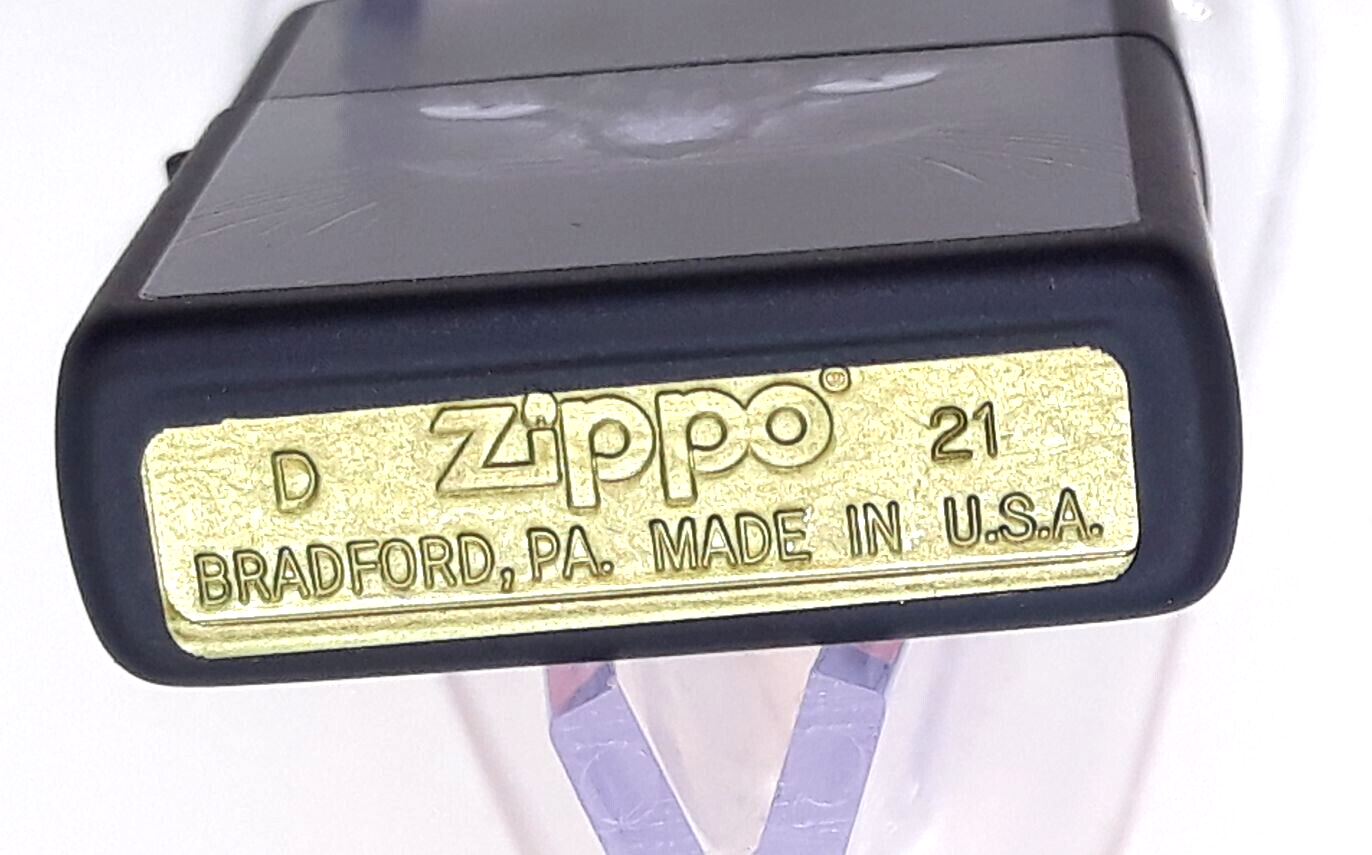 D Zippo® 21
BRADFORD, PA. MADE IN U.S.A.